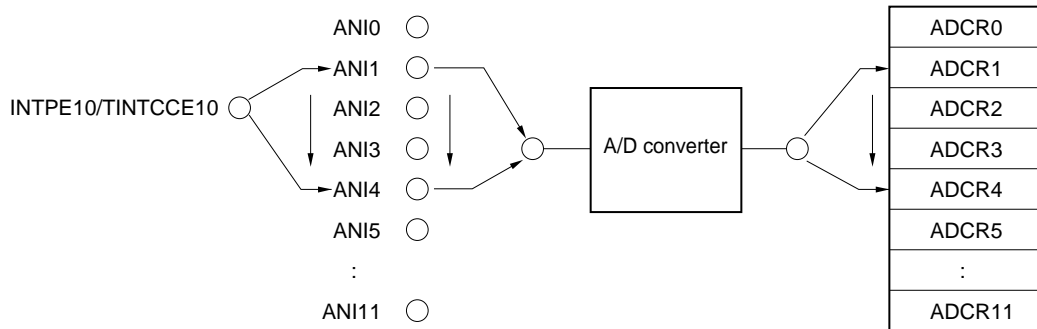 INTPE10/TINTCCE10
ANI0
ANI1
ANI2
ANI3
ANI4
ANI5
:
ANI11
A/D converter
ADCR0
ADCR1
ADCR2
ADCR3
ADCR4
ADCR5
:
ADCR11